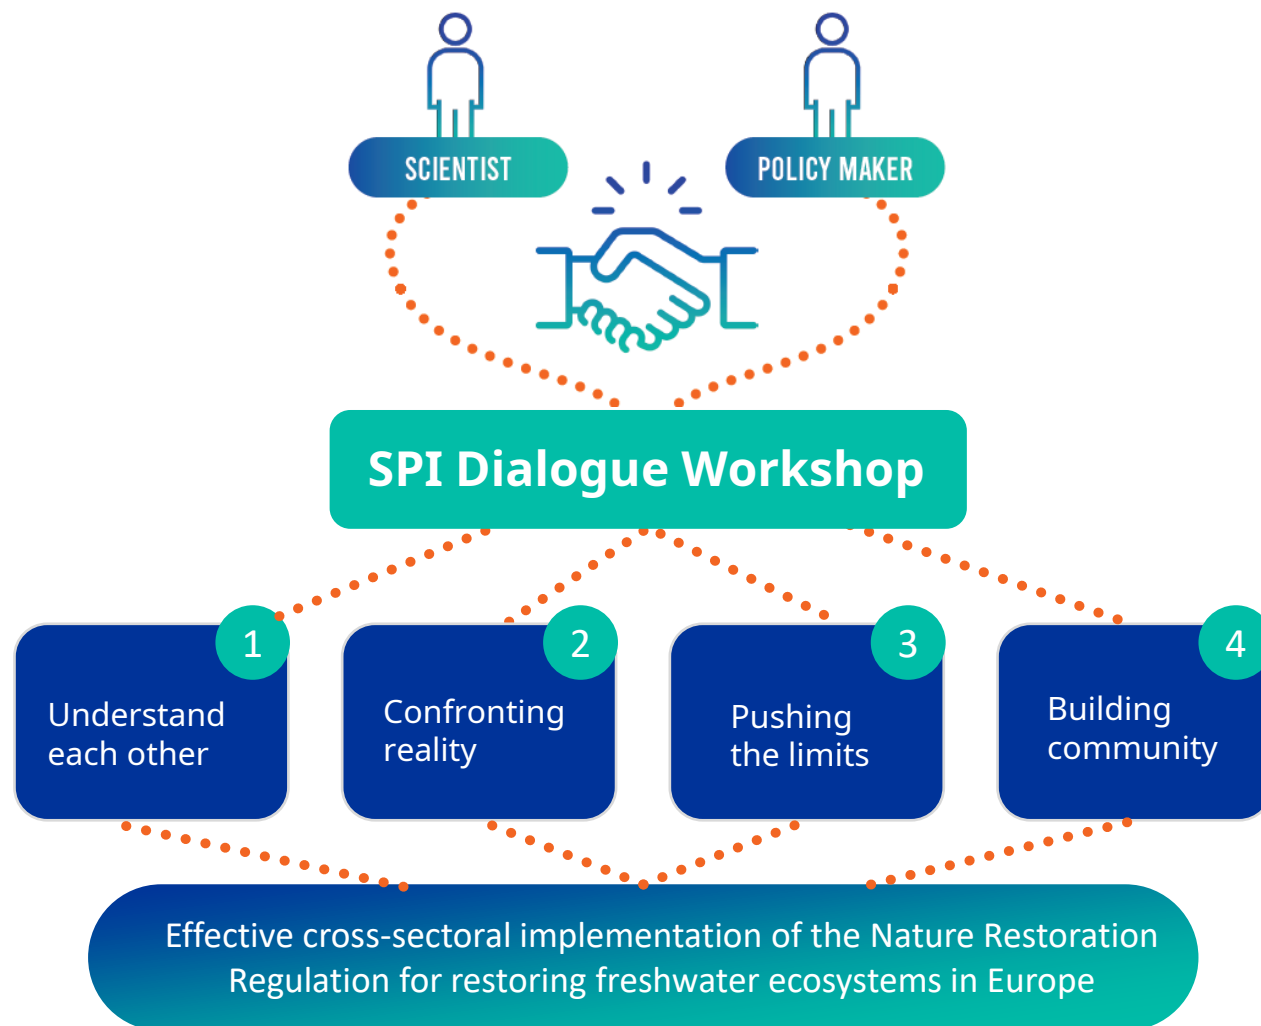 SCIENTIST
POLICY MAKER
SPI Dialogue Workshop
1
Understand
each other
2
Confronting
reality
3
Pushing
the limits
4
Building
community
Effective cross-sectoral implementation of the Nature Restoration
Regulation for restoring freshwater ecosystems in Europe